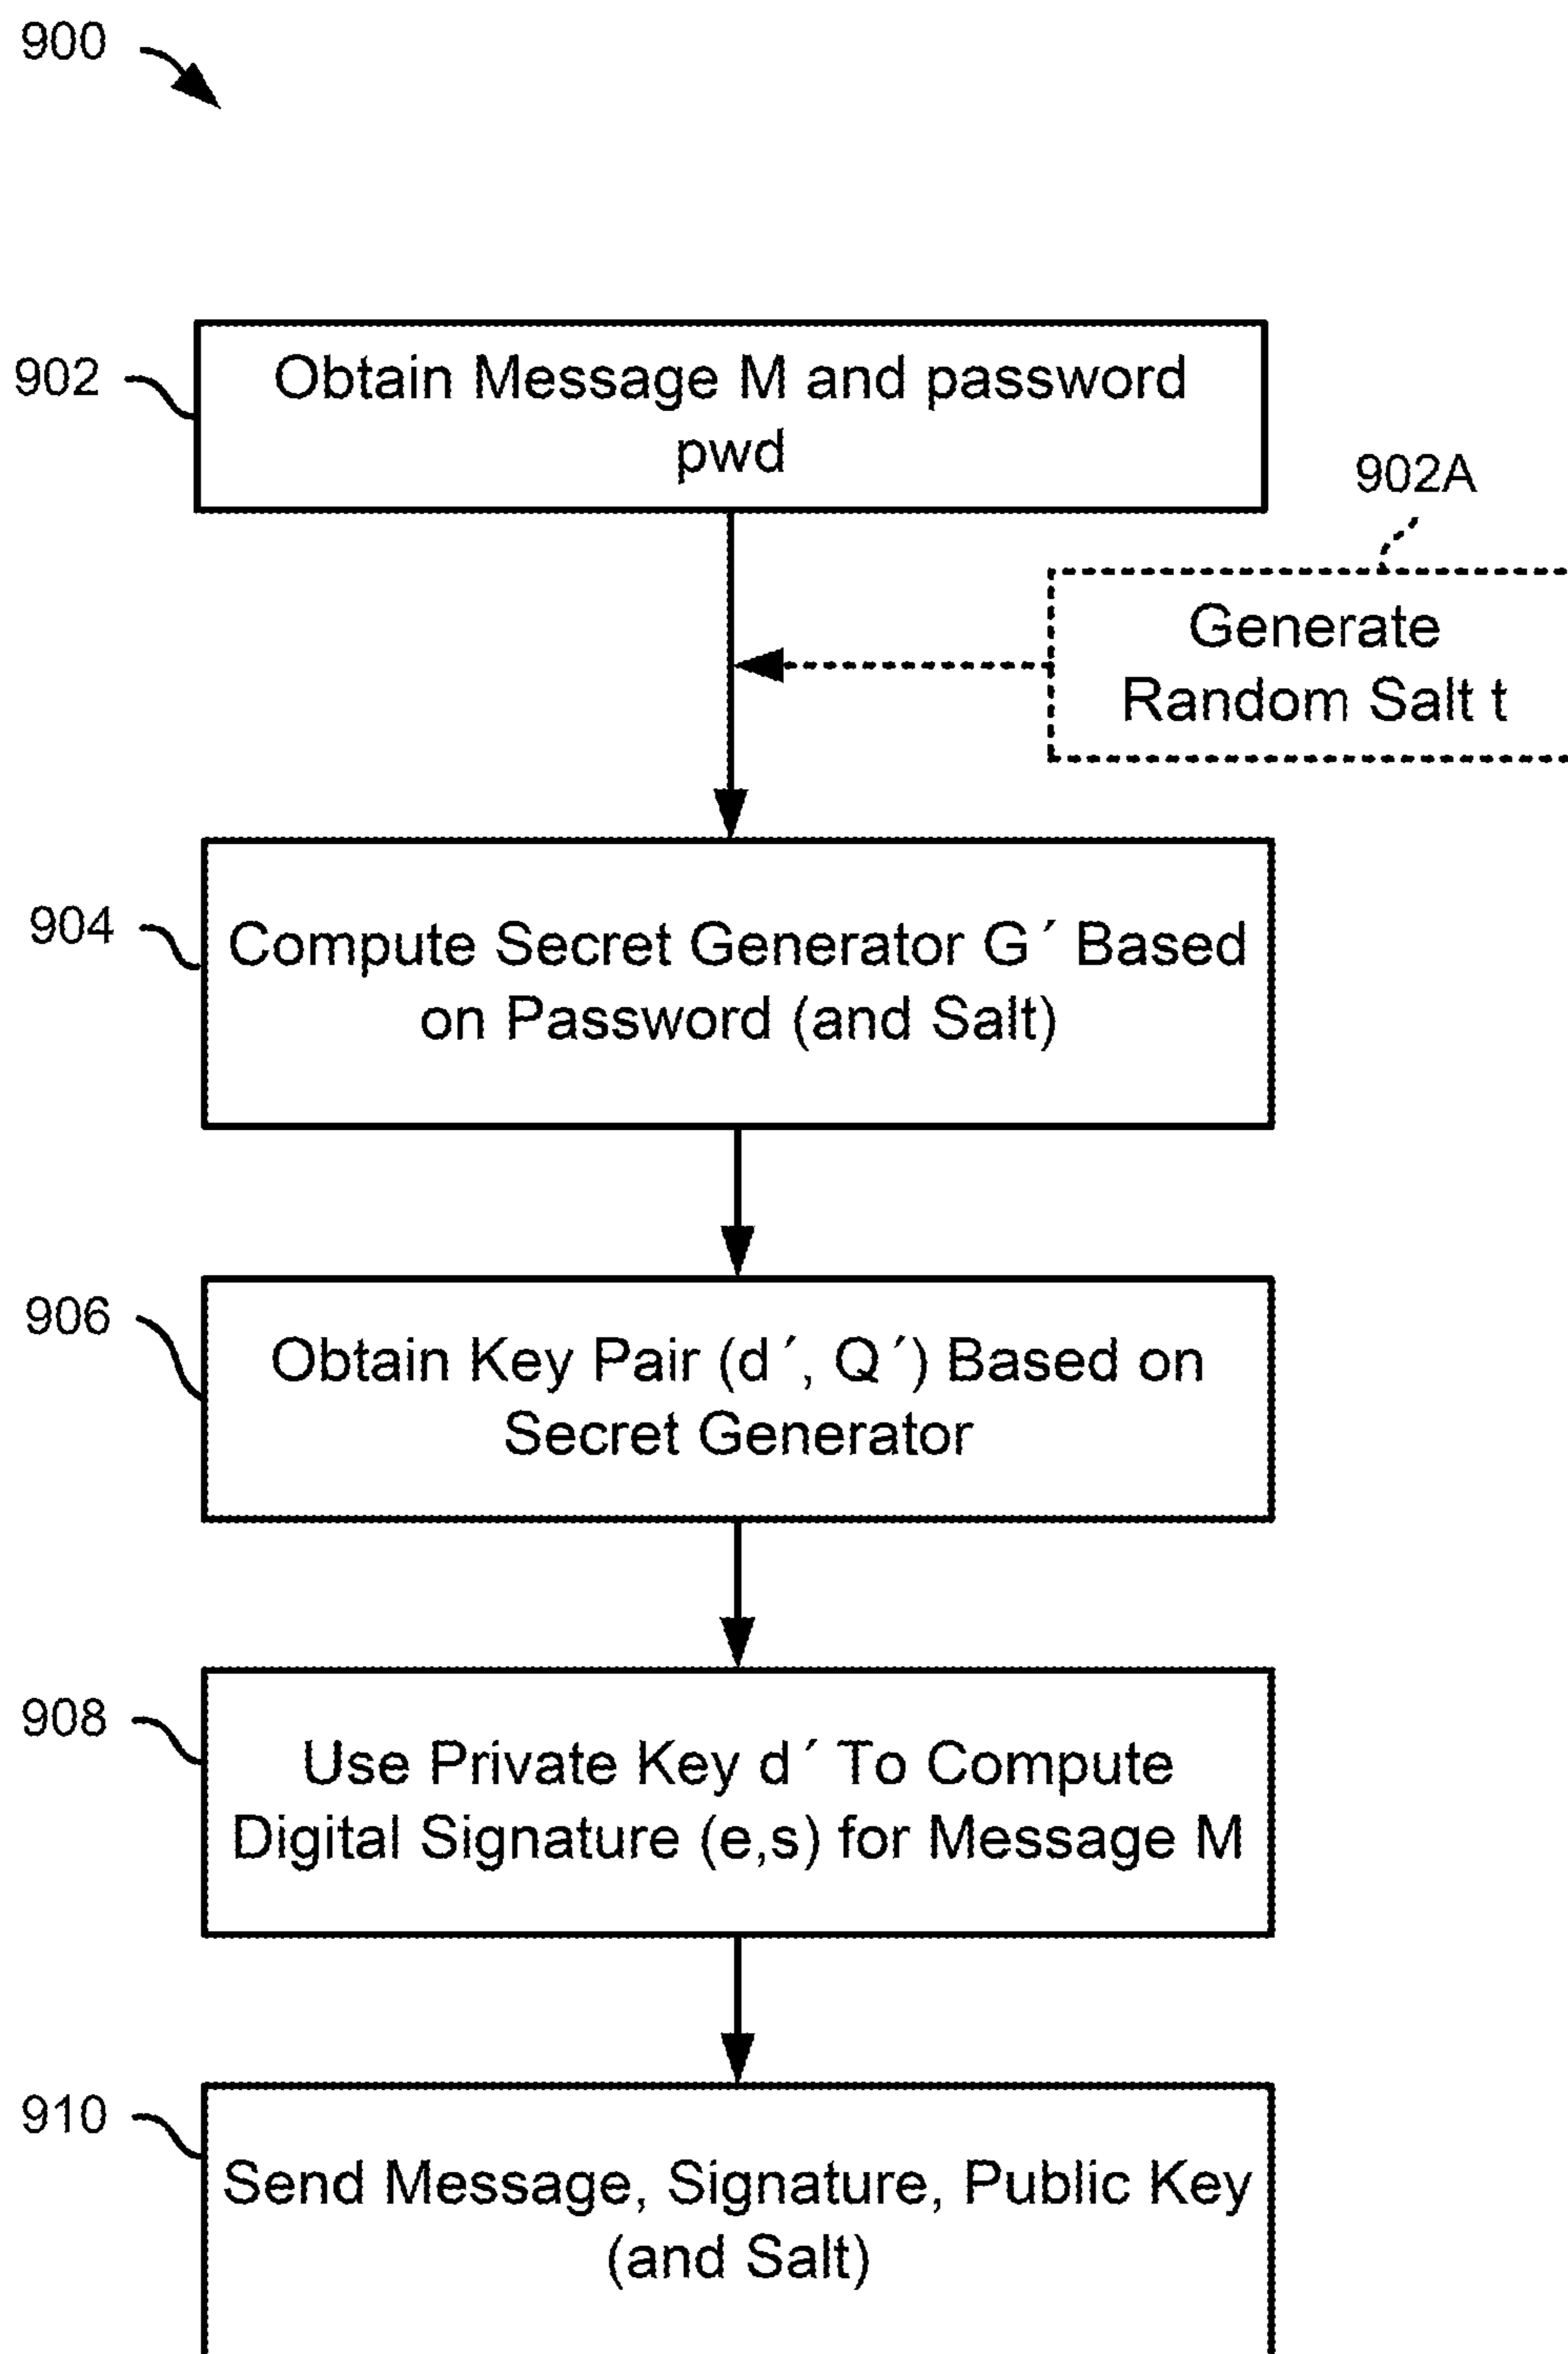 900
902
Obtain Message M and password
pwd
902A
Generate
Random Salt t
904
Compute Secret Generator G´ Based
on Password (and Salt)
906
Obtain Key Pair (d´, Q´) Based on
Secret Generator
908
Use Private Key d´ To Compute
Digital Signature (e,s) for Message M
910
Send Message, Signature, Public Key
(and Salt)